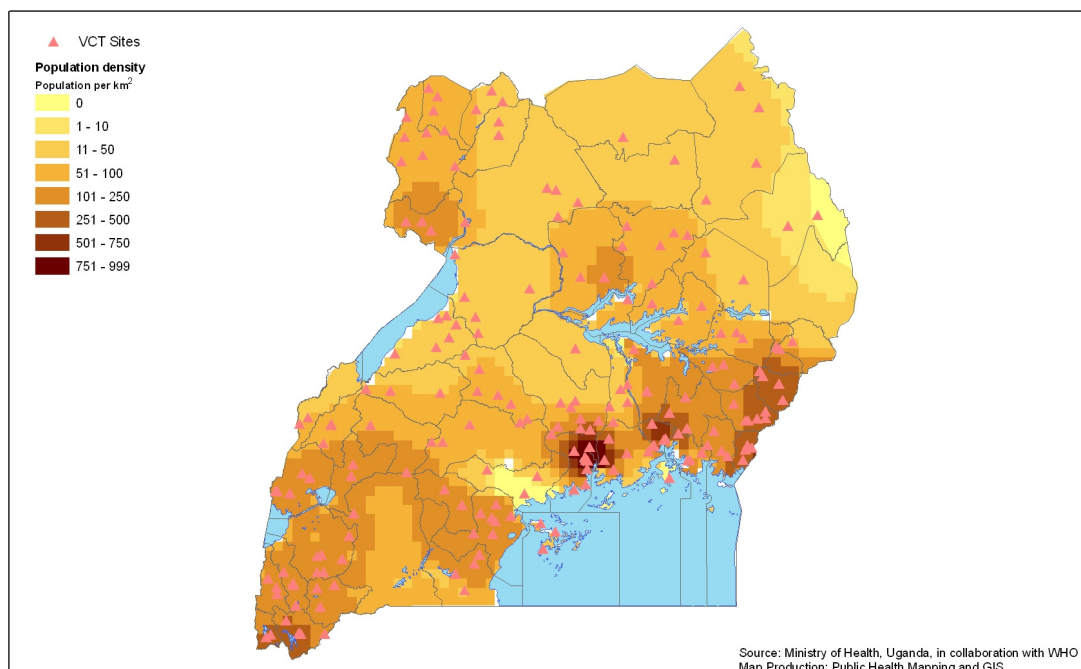 VCT Sites
Population density
Population per km2
0
1 - 10
11 - 50
51 - 100
101 - 250
251 - 500
501 - 750
751 - 999
Source: Ministry of Health, Uganda, in collaboration with WHO
Map Production: Public Health Mapping and GIS